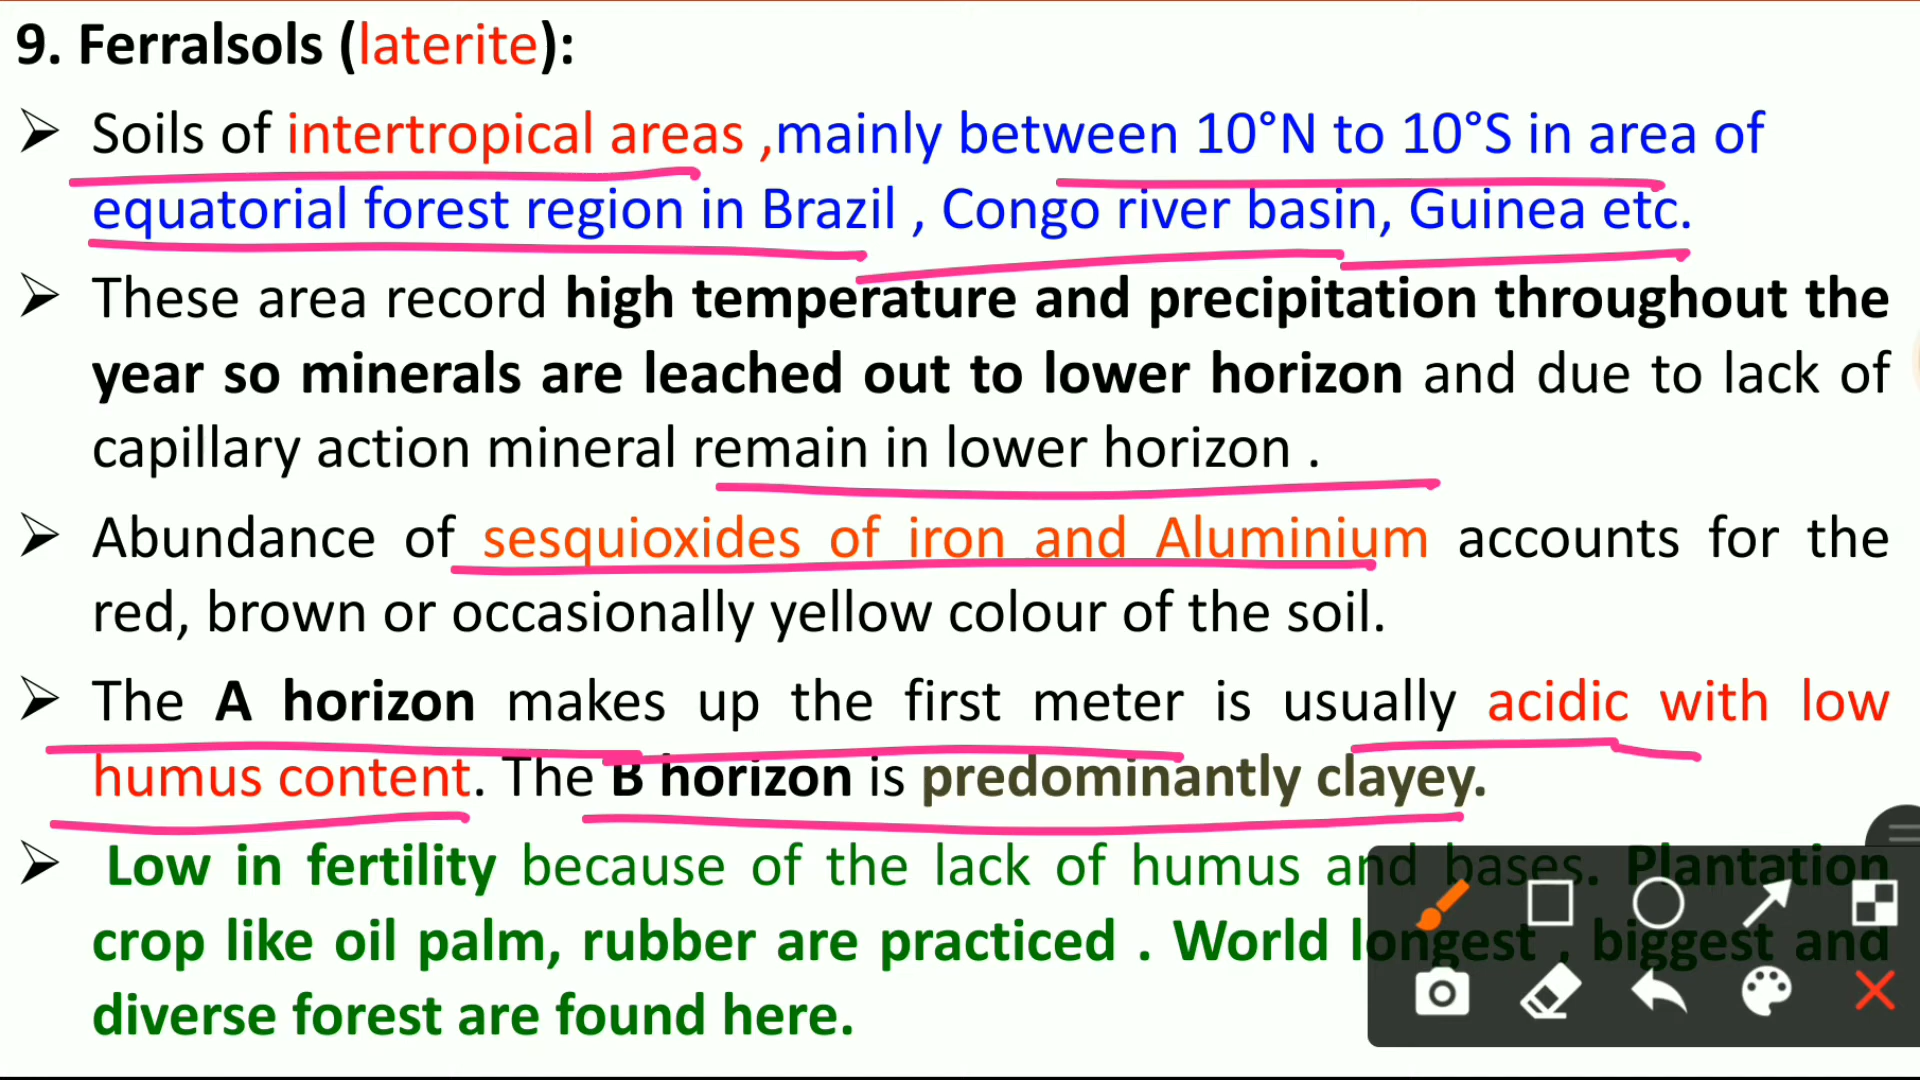 9. Ferralsols (laterite):
➢ Soils of intertropical areas ,mainly between 10°N to 10°S in area of
equatorial forest region in Brazil , Congo river basin, Guinea etc.
➢ These area record high temperature and precipitation throughout the
year so minerals are leached out to lower horizon and due to lack of
capillary action mineral remain in lower horizon .
➢ Abundance of sesquioxides of iron and Aluminium accounts for the
red, brown or occasionally yellow colour of the soil.
➢ The A horizon makes up the first meter is usually acidic with low
humus content. The B horizon is predominantly clayey.
➢ Low in fertility because of the lack of humus and bases. Plantation
crop like oil palm, rubber are practiced . World longest , biggest and
diverse forest are found here.